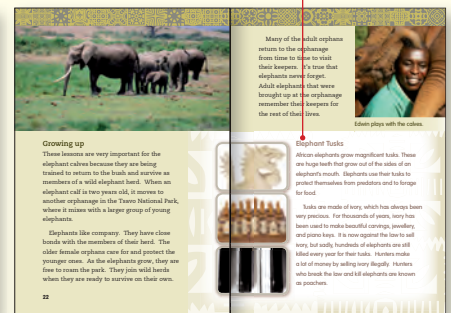 Growing up
These lessons are very important for the
elephant calves because they are being
trained to return to the bush and survive as
members of a wild elephant herd. When an
elephant calf is two years old, it moves to
another orphanage in the Tsavo National Park,
where it mixes with a larger group of young
elephants.
Elephants like company. They have close
bonds with the members of their herd. The
older female orphans care for and protect the
younger ones. As the elephants grow, they are
free to roam the park. They join wild herds
when they are ready to survive on their own.
22
Many of the adult orphans
return to the orphanage
from time to time to visit
their keepers. It's true that
elephants never forget.
Adult elephants that were
brought up at the orphanage
remember their keepers for
the rest of their lives.
Edwin plays with the calves.
Elephant Tusks
African elephants grow magnificent tusks. These
are huge teeth that grow out of the sides of an
elephant's mouth. Elephants use their tusks to
protect themselves from predators and to forage
for food.
Tusks are made of ivory, which has always been
very precious. For thousands of years, ivory has
been used to make beautiful carvings, jewellery,
and piano keys. It is now against the law to sell
ivory, but sadly, hundreds of elephants are still
killed every year for their tusks. Hunters make
a lot of money by selling ivory illegally. Hunters
who break the law and kill elephants are known
as poachers.